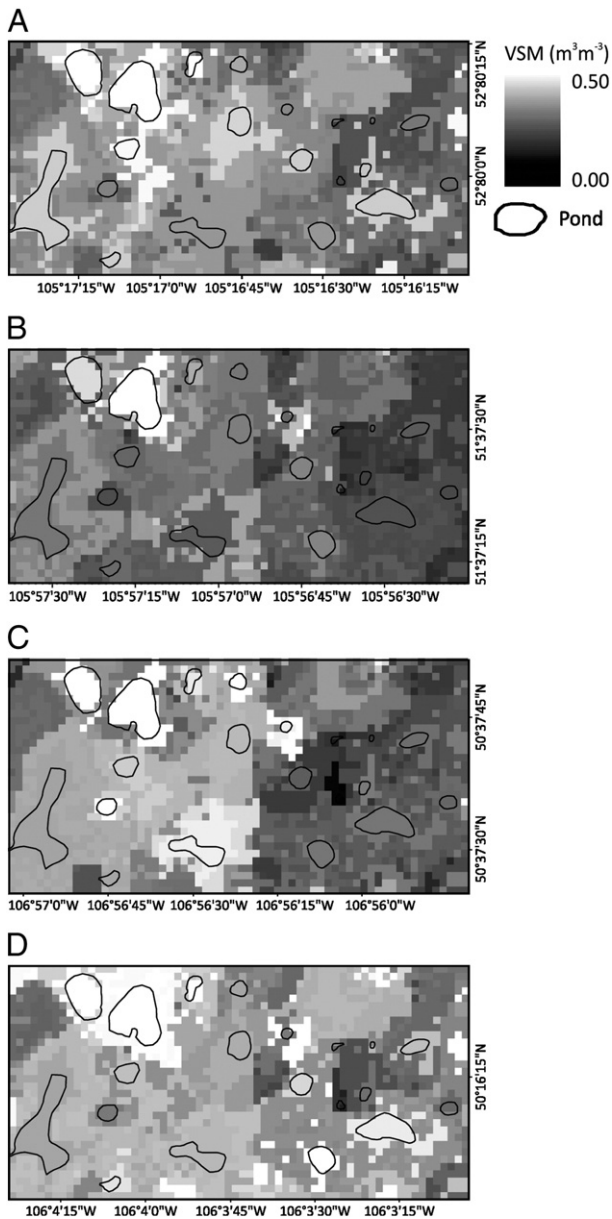 A
VSM (m³m⁻³)
0.50
0.00
Pond
52°80'15"N
52°80'0"N
105°17'15"W 105°17'0"W 105°16'45"W 105°16'30"W 105°16'15"W
B
51°37'30"N
51°37'15"N
105°57'30"W 105°57'15"W 105°57'0"W 105°56'45"W 105°56'30"W
C
50°37'45"N
50°37'30"N
106°57'0"W 106°56'45"W 106°56'30"W 106°56'15"W 106°56'0"W
D
50°16'15"N
106°4'15"W 106°4'0"W 106°3'45"W 106°3'30"W 106°3'15"W